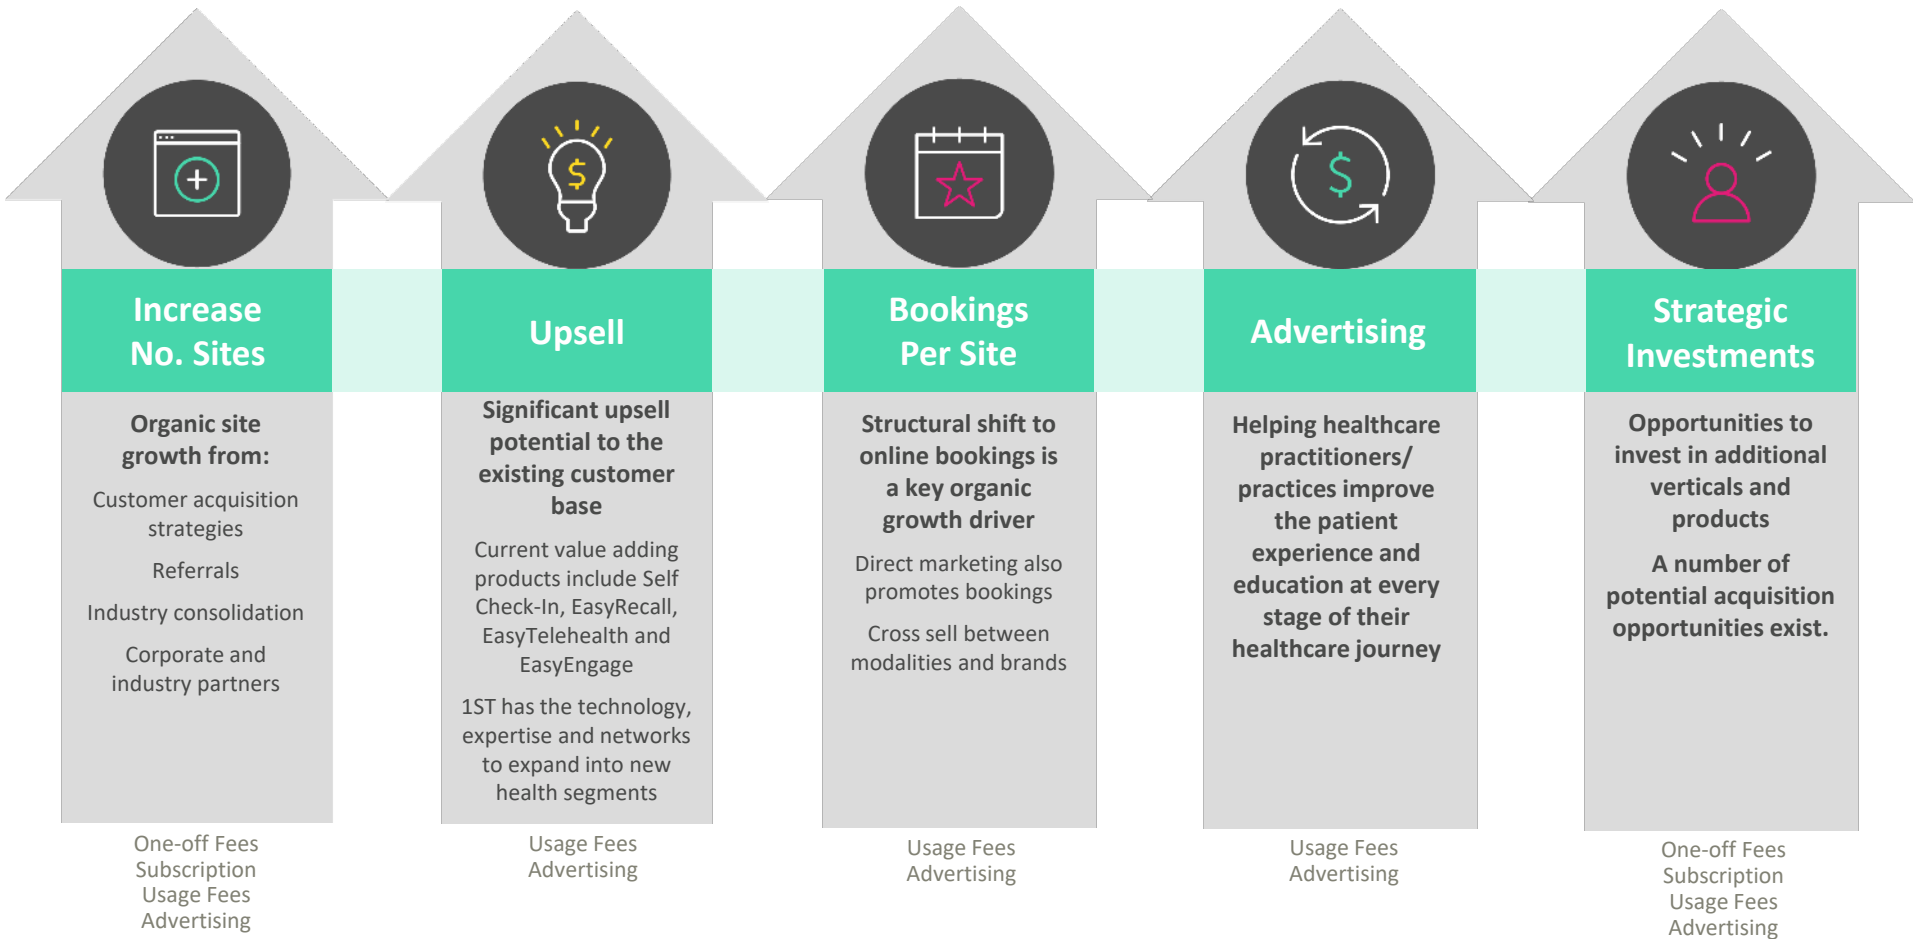 Increase
No. Sites
Organic site
growth from:
Customer acquisition
strategies
Referrals
Industry consolidation
Corporate and
industry partners
One-off Fees
Subscription
Usage Fees
Advertising
$
Upsell
Significant upsell
potential to the
existing customer
base
Current value adding
products include Self
Check-In, EasyRecall,
EasyTelehealth and
EasyEngage
1ST has the technology,
expertise and networks
to expand into new
health segments
Usage Fees
Advertising
Bookings
Per Site
Structural shift to
online bookings is
a key organic
growth driver
Direct marketing also
promotes bookings
Cross sell between
modalities and brands
Usage Fees
Advertising
$
Advertising
Helping healthcare
practitioners/
practices improve
the patient
experience and
education at every
stage of their
healthcare journey
Usage Fees
Advertising
Strategic
Investments
Opportunities to
invest in additional
verticals and
products
A number of
potential acquisition
opportunities exist.
One-off Fees
Subscription
Usage Fees
Advertising